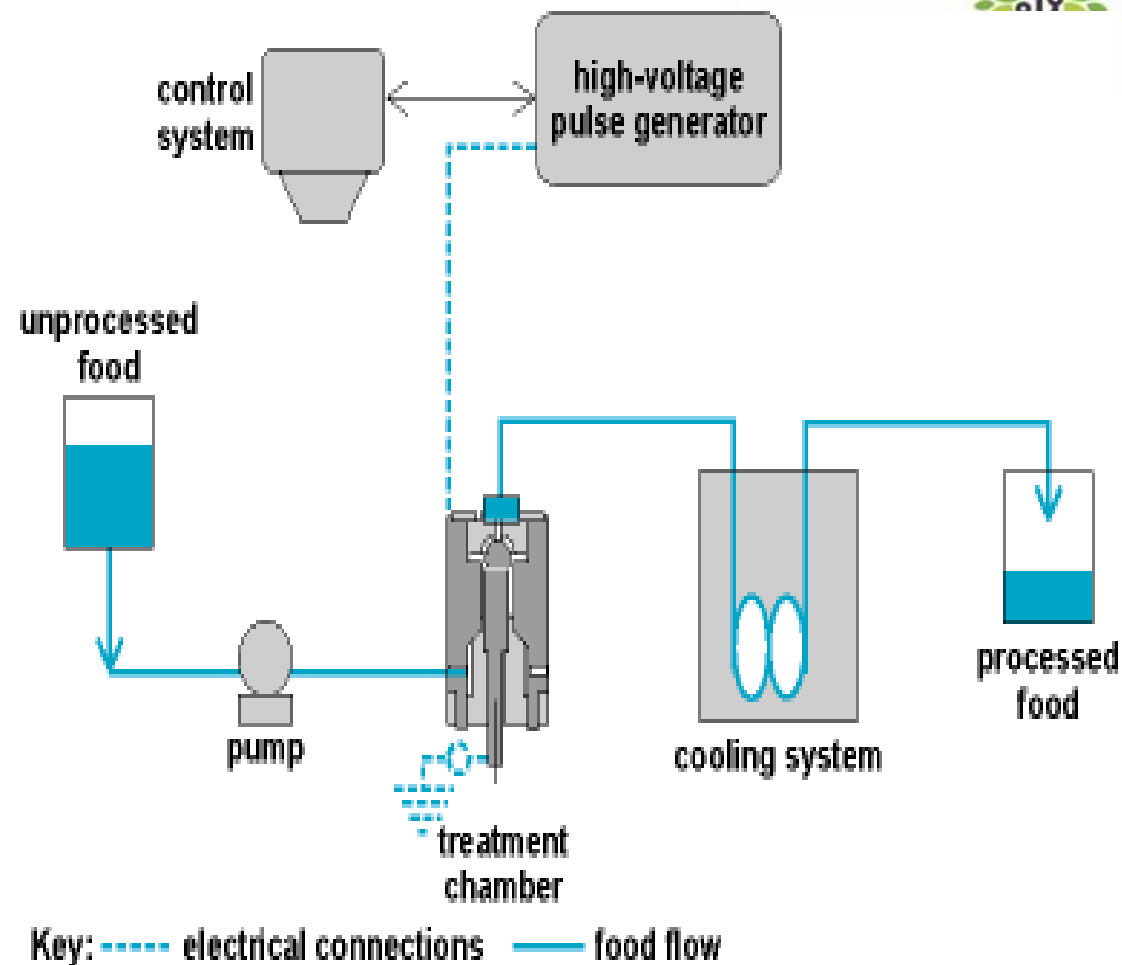 control
system
high-voltage
pulse generator
unprocessed
food
pump
treatment
chamber
cooling system
processed
food
Key: electrical connections food flow